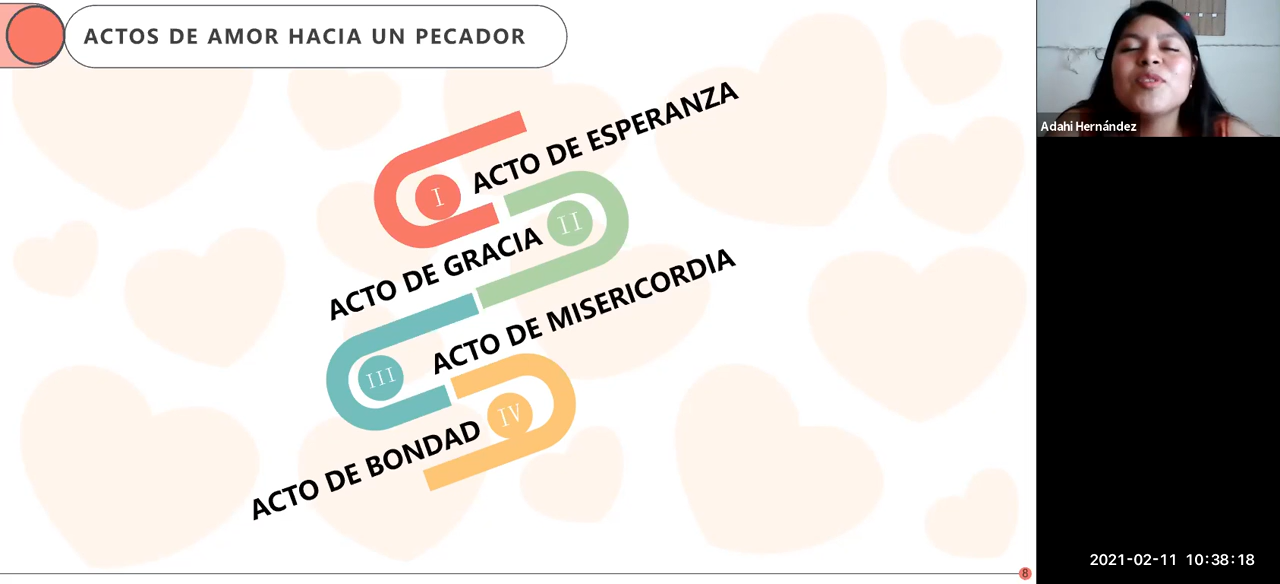 ACTOS DE AMOR HACIA UN PECADOR
I
ACTO DE ESPERANZA
ACTO DE GRACIA
II
III
ACTO DE MISERICORDIA
ACTO DE BONDAD
IV
8
Adahi Hernández
2021-02-11 10:38:18